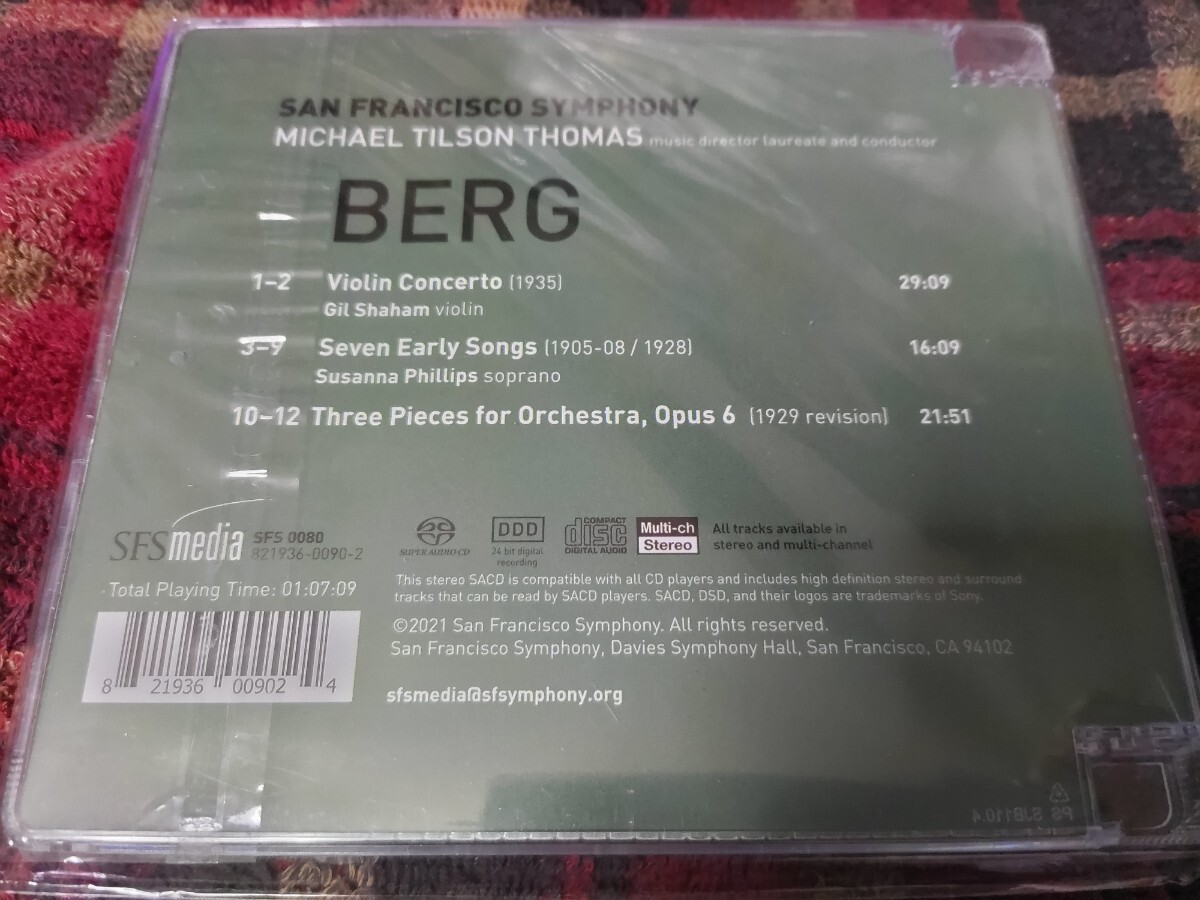 SAN FRANCISCO SYMPHONY
MICHAEL TILSON THOMAS music director laureate and conductor
BERG
1–2 Violin Concerto (1935) 29:09
Gil Shaham violin
3–9 Seven Early Songs (1905-08 / 1928) 16:09
Susanna Phillips soprano
10–12 Three Pieces for Orchestra, Opus 6 (1929 revision) 21:51
SFSmedia SFS 0080
821936-0090-2
SUPER AUDIO CD
DDD
24 bit digital
recording
COMPACT
disc
DIGITAL AUDIO
Multi-ch
Stereo
All tracks available in
stereo and multi-channel
Total Playing Time: 01:07:09
This stereo SACD is compatible with all CD players and includes high definition stereo and surround
tracks that can be read by SACD players. SACD, DSD, and their logos are trademarks of Sony.
©2021 San Francisco Symphony. All rights reserved.
San Francisco Symphony, Davies Symphony Hall, San Francisco, CA 94102
8 21936 00902 4
sfsmedia@sfsymphony.org
PS SJB110.4